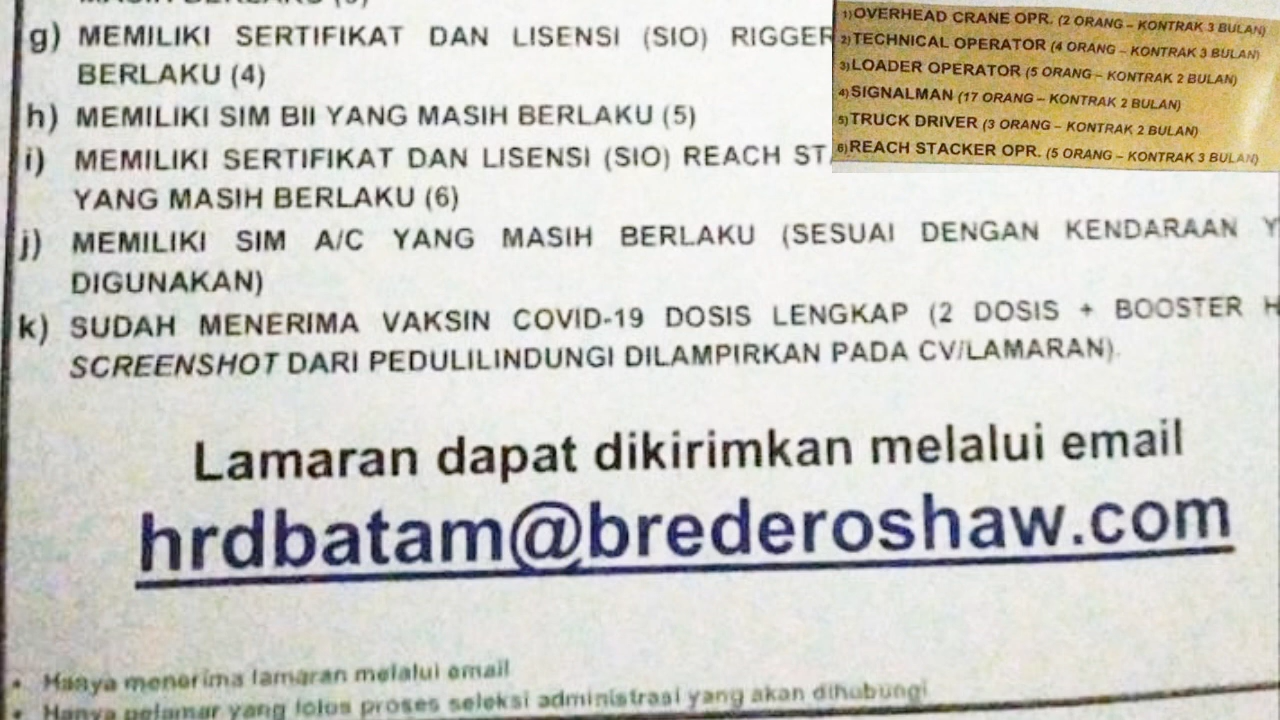 MASIH BERLAKU
g) MEMILIKI SERTIFIKAT DAN LISENSI (SIO) RIGGER
BERLAKU (4)
h) MEMILIKI SIM BII YANG MASIH BERLAKU (5)
i) MEMILIKI SERTIFIKAT DAN LISENSI (SIO) REACH
YANG MASIH BERLAKU (6)
j) MEMILIKI SIM A/C YANG MASIH BERLAKU (SESUAI DENGAN KENDARAAN
DIGUNAKAN)
k) SUDAH MENERIMA VAKSIN COVID-19 DOSIS LENGKAP (2 DOSIS + BOOSTER
SCREENSHOT DARI PEDULILINDUNGI DILAMPIRKAN PADA CV/LAMARAN).
1) OVERHEAD CRANE OPR. (2 ORANG – KONTRAK 3 BULAN)
2) TECHNICAL OPERATOR (4 ORANG – KONTRAK 3 BULAN)
3) LOADER OPERATOR (5 ORANG – KONTRAK 2 BULAN)
4) SIGNALMAN (17 ORANG – KONTRAK 2 BULAN)
5) TRUCK DRIVER (3 ORANG – KONTRAK 2 BULAN)
6) REACH STACKER OPR. (5 ORANG – KONTRAK 3 BULAN)
Lamaran dapat dikirimkan melalui email
hrdbatam@brederoshaw.com
• Hanya menerima lamaran melalui email
• Hanya pelamar yang lolos proses seleksi administrasi yang akan dihubungi